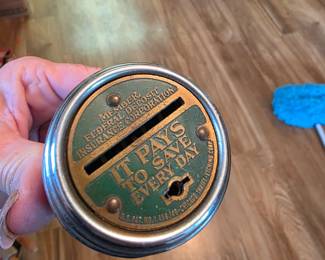 MEMBER
FEDERAL DEPOSIT
INSURANCE CORPORATION
IT PAYS
TO SAVE
EVERY-DAY